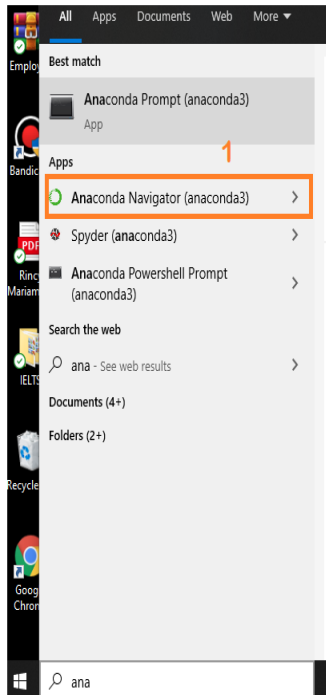 All Apps Documents Web More
Employ
Best match
Anaconda Prompt (anaconda3)
App
1
Bandic
Apps
Anaconda Navigator (anaconda3)
PDF
Spyder (anaconda3)
Rinc
Mariam
Anaconda Powershell Prompt
(anaconda3)
Search the web
ana - See web results
IELTS
Documents (4+)
Folders (2+)
Recycle
Goog
Chron
ana